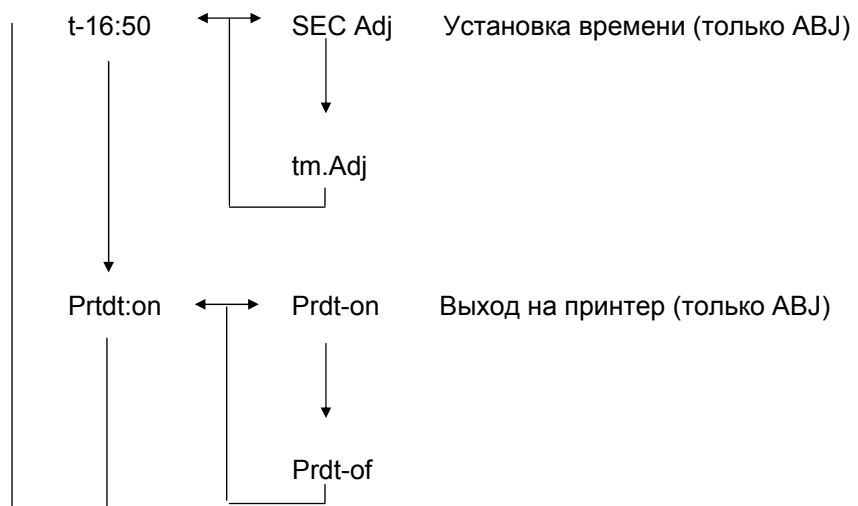 t-16:50 SEC Adj Установка времени (только ABJ)
tm.Adj
Prtdt:on Prdt-on Выход на принтер (только ABJ)
Prdt-of